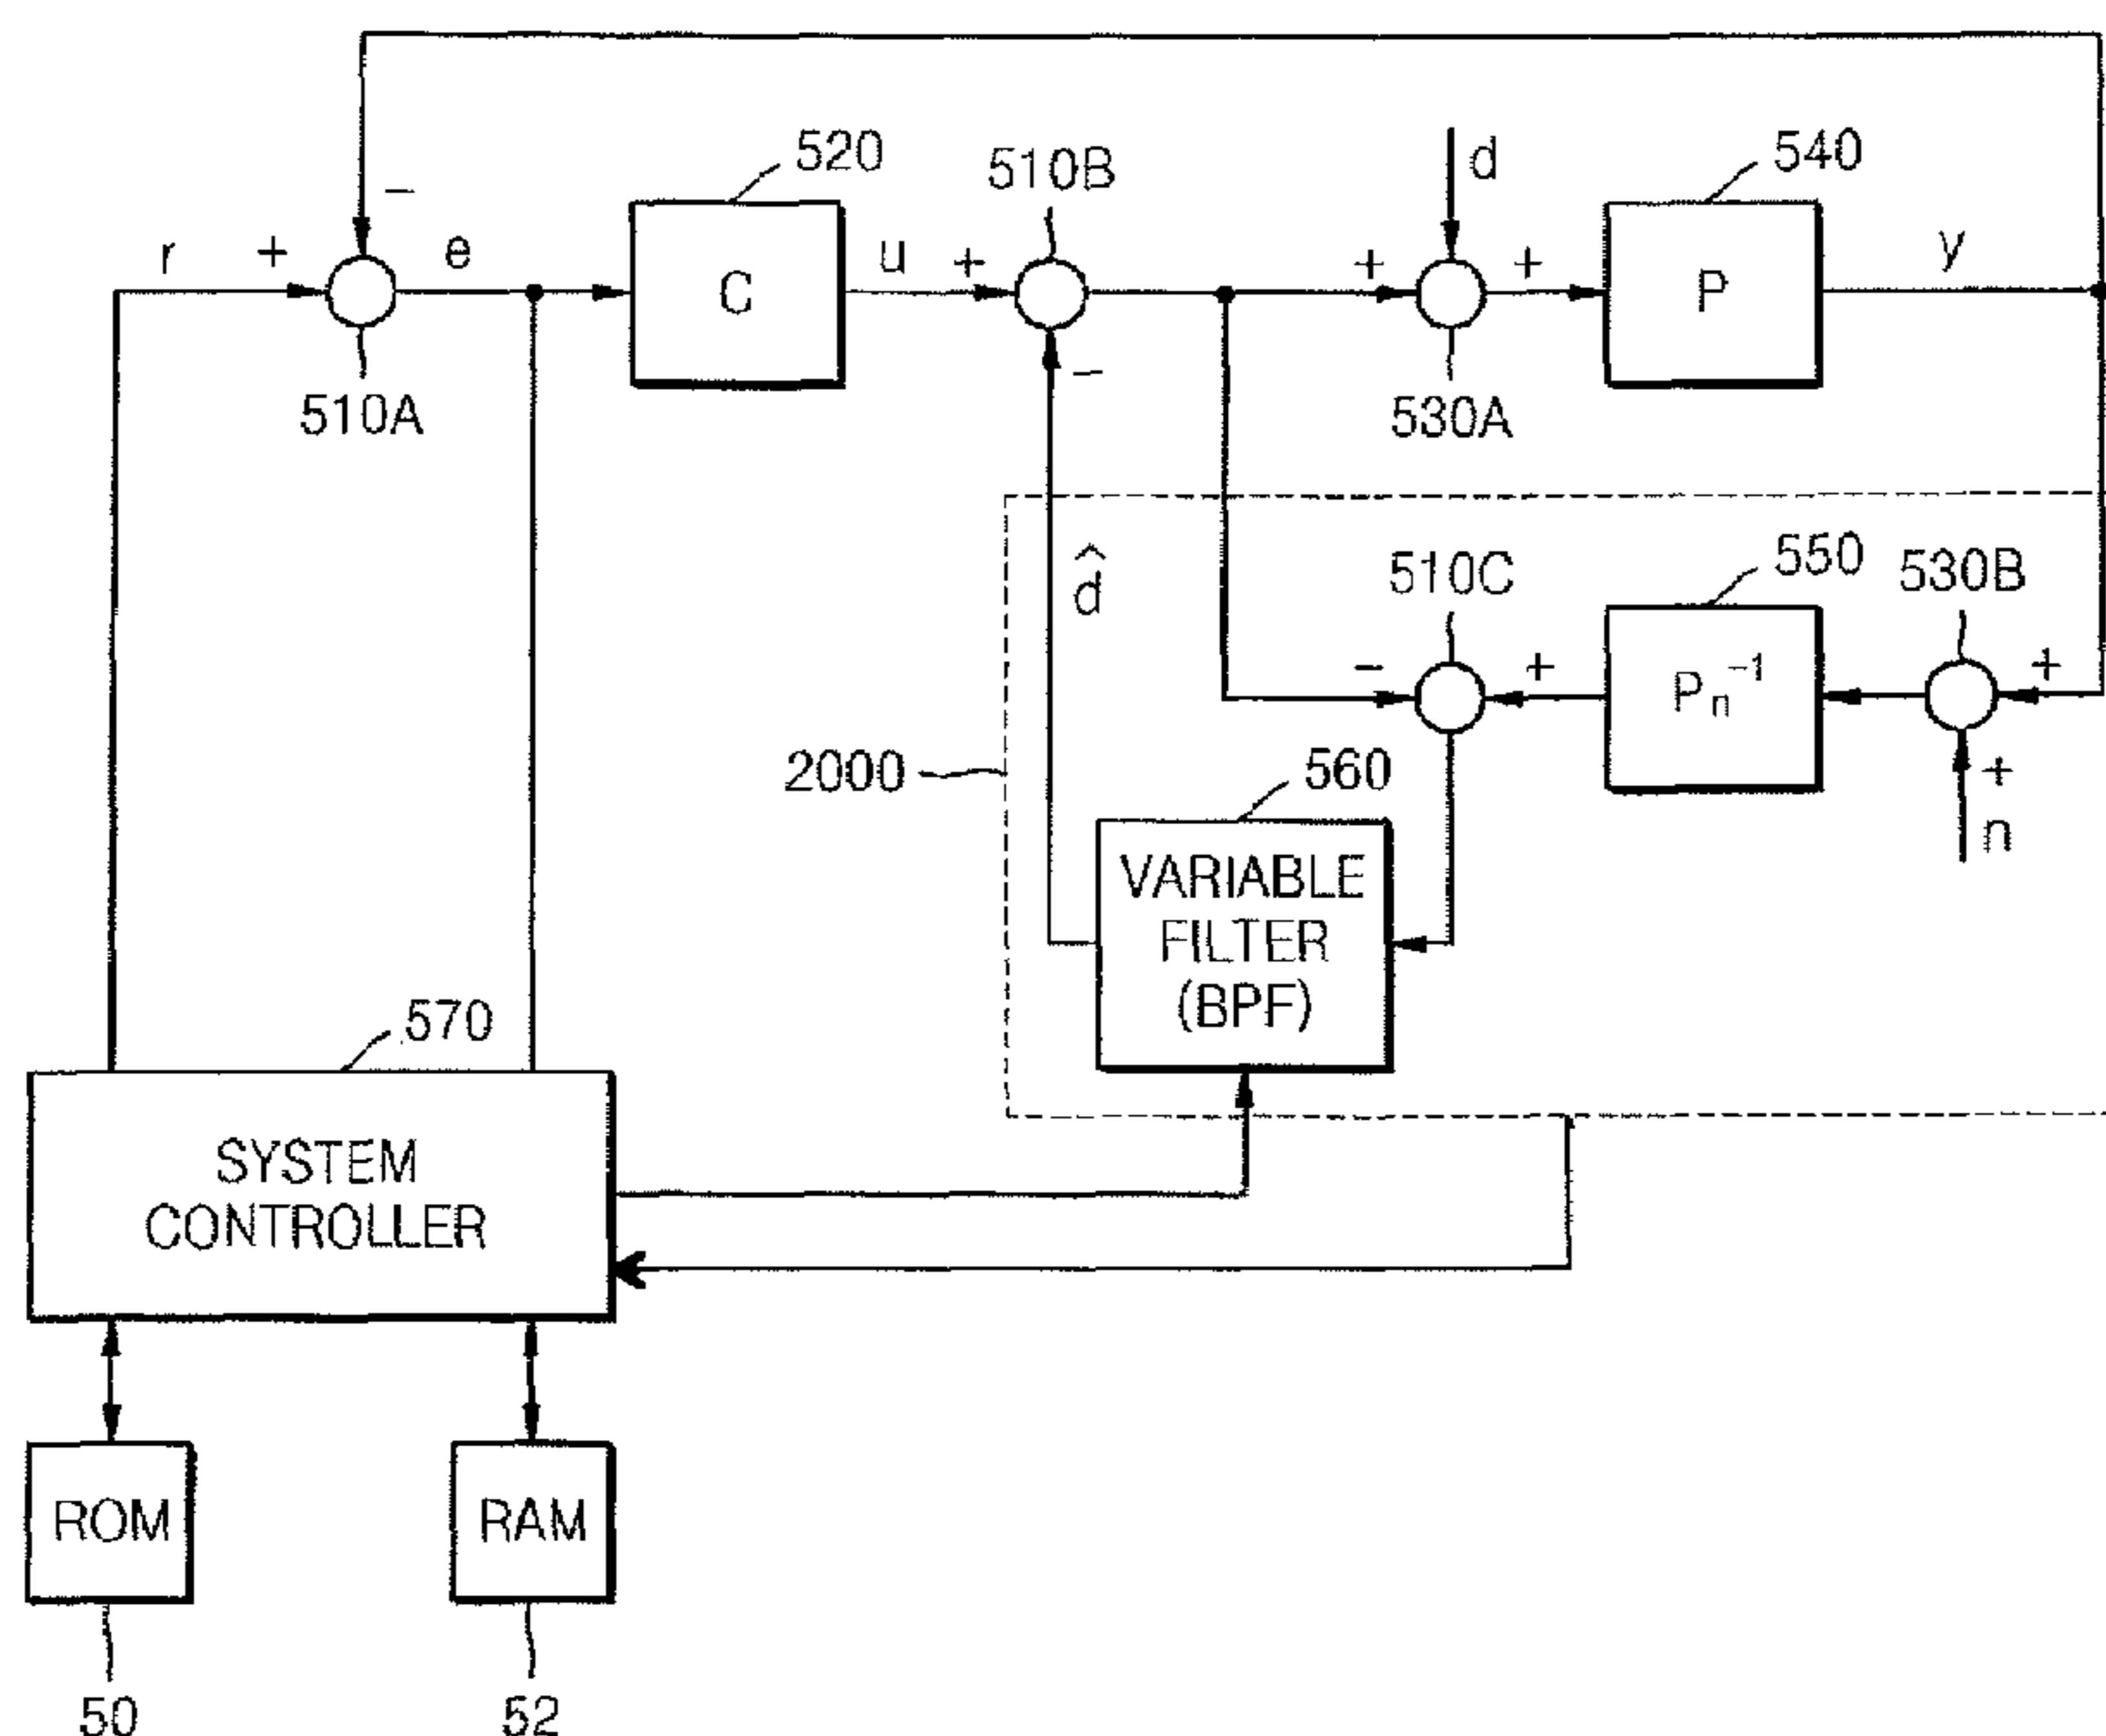 520
510B
d
540
−
r
+
e
C
u
+
+
+
P
y
510A
−
530A
d̂
510C
550
530B
−
+
Pn⁻¹
+
2000
560
+
n
VARIABLE
FILTER
(BPF)
570
SYSTEM
CONTROLLER
ROM
RAM
50
52